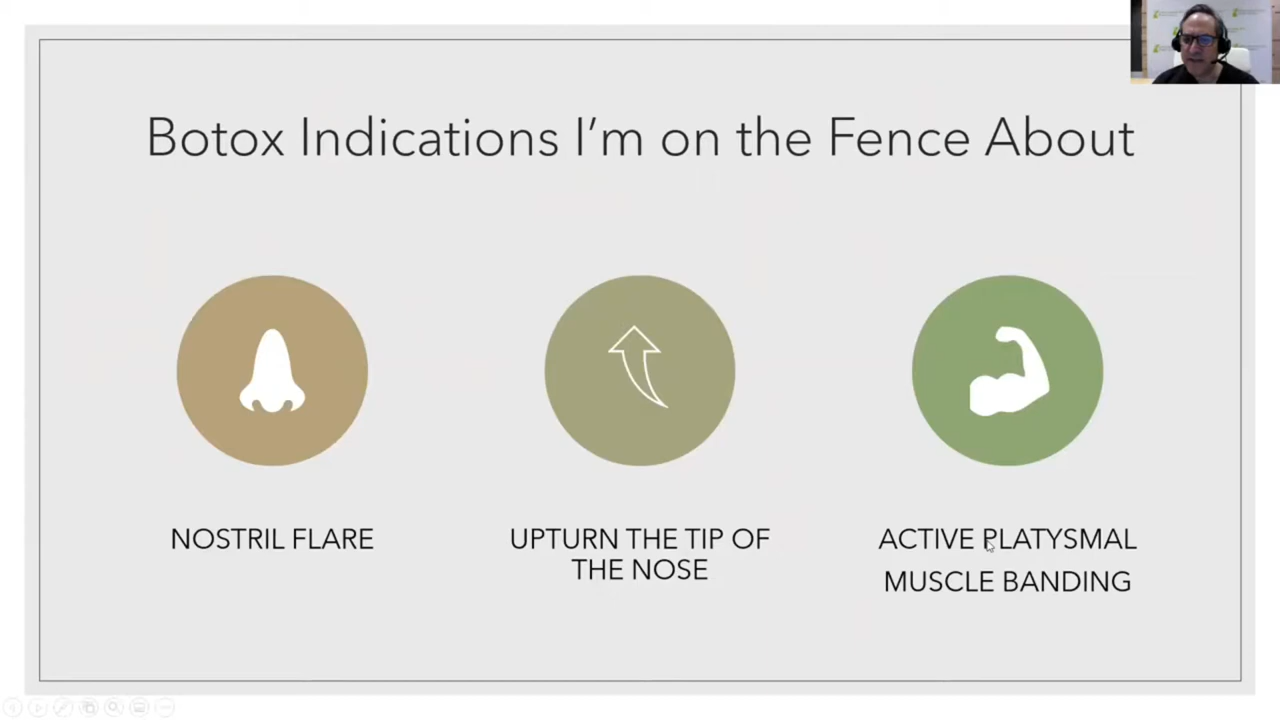 Botox Indications I'm on the Fence About
NOSTRIL FLARE
UPTURN THE TIP OF
THE NOSE
ACTIVE PLATYSMAL
MUSCLE BANDING